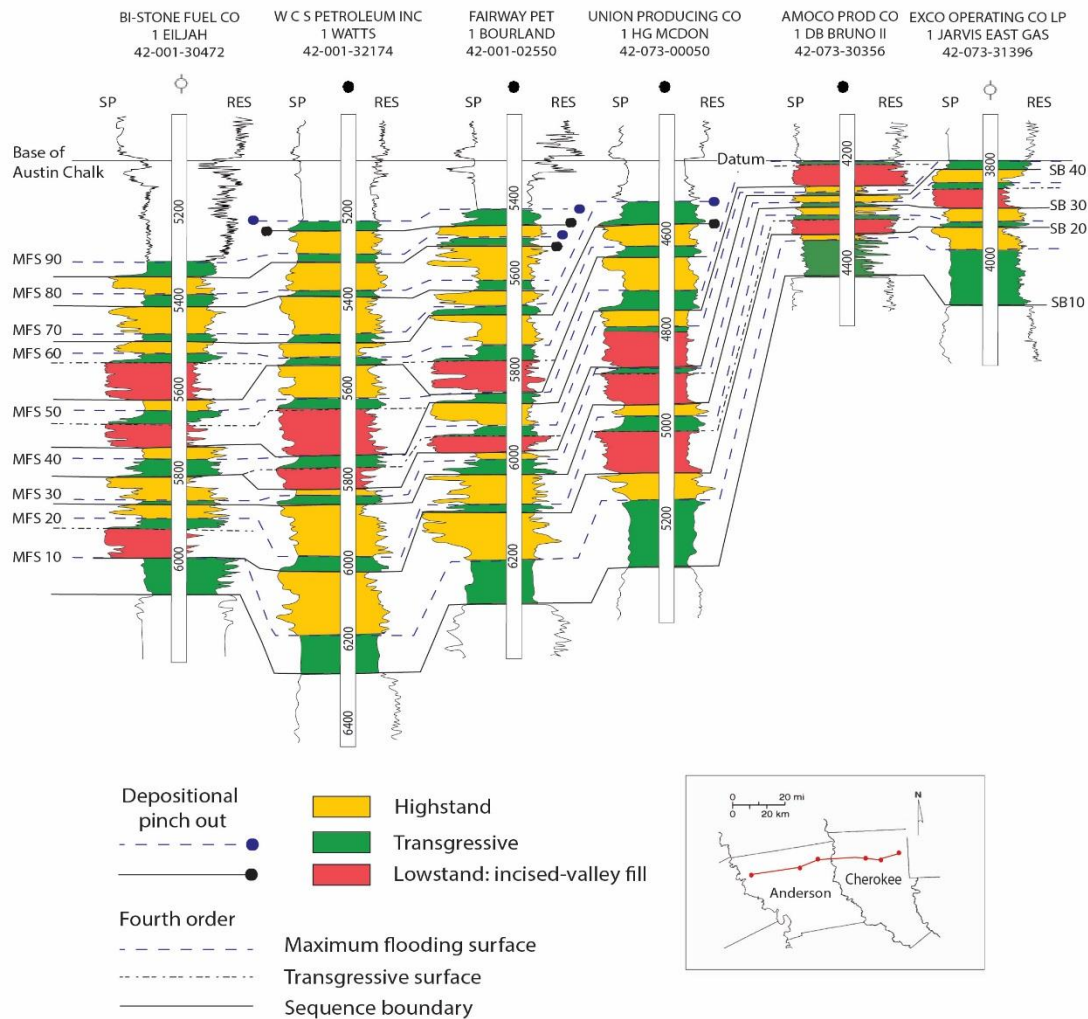 BI-STONE FUEL CO
1 EILJAH
42-001-30472
W C S PETROLEUM INC
1 WATTS
42-001-32174
FAIRWAY PET
1 BOURLAND
42-001-02550
UNION PRODUCING CO
1 HG MCDON
42-073-00050
AMOCO PROD CO
1 DB BRUNO II
42-073-30356
EXCO OPERATING CO LP
1 JARVIS EAST GAS
42-073-31396
SP RES
SP RES
SP RES
SP RES
SP RES
SP RES
Base of
Austin Chalk
Datum
MFS 90
MFS 80
MFS 70
MFS 60
MFS 50
MFS 40
MFS 30
MFS 20
MFS 10
5200
5400
5600
5800
6000
5200
5400
5600
5800
6000
6200
6400
5400
5600
5800
6000
6200
4600
4800
5000
5200
4200
4400
3800
4000
SB 40
SB 30
SB 20
SB10
Depositional
pinch out
Highstand
Transgressive
Lowstand: incised-valley fill
Fourth order
Maximum flooding surface
Transgressive surface
Sequence boundary
0 20 mi
0 20 km
N
Anderson
Cherokee